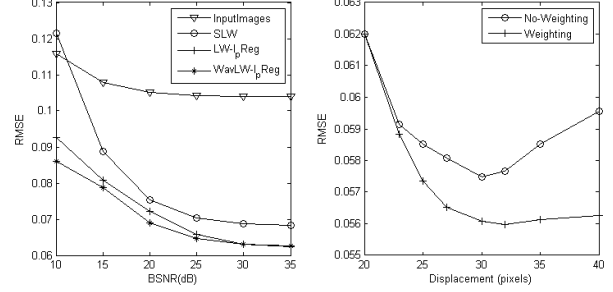 0.13
0.12
0.11
0.1
0.09
0.08
0.07
0.06
RMSE
10
15
20
25
30
35
BSNR(dB)
InputImages
SLW
LW-lpReg
WavLW-lpReg
0.063
0.062
0.061
0.06
0.059
0.058
0.057
0.056
0.055
RMSE
20
25
30
35
40
Displacement (pixels)
No-Weighting
Weighting